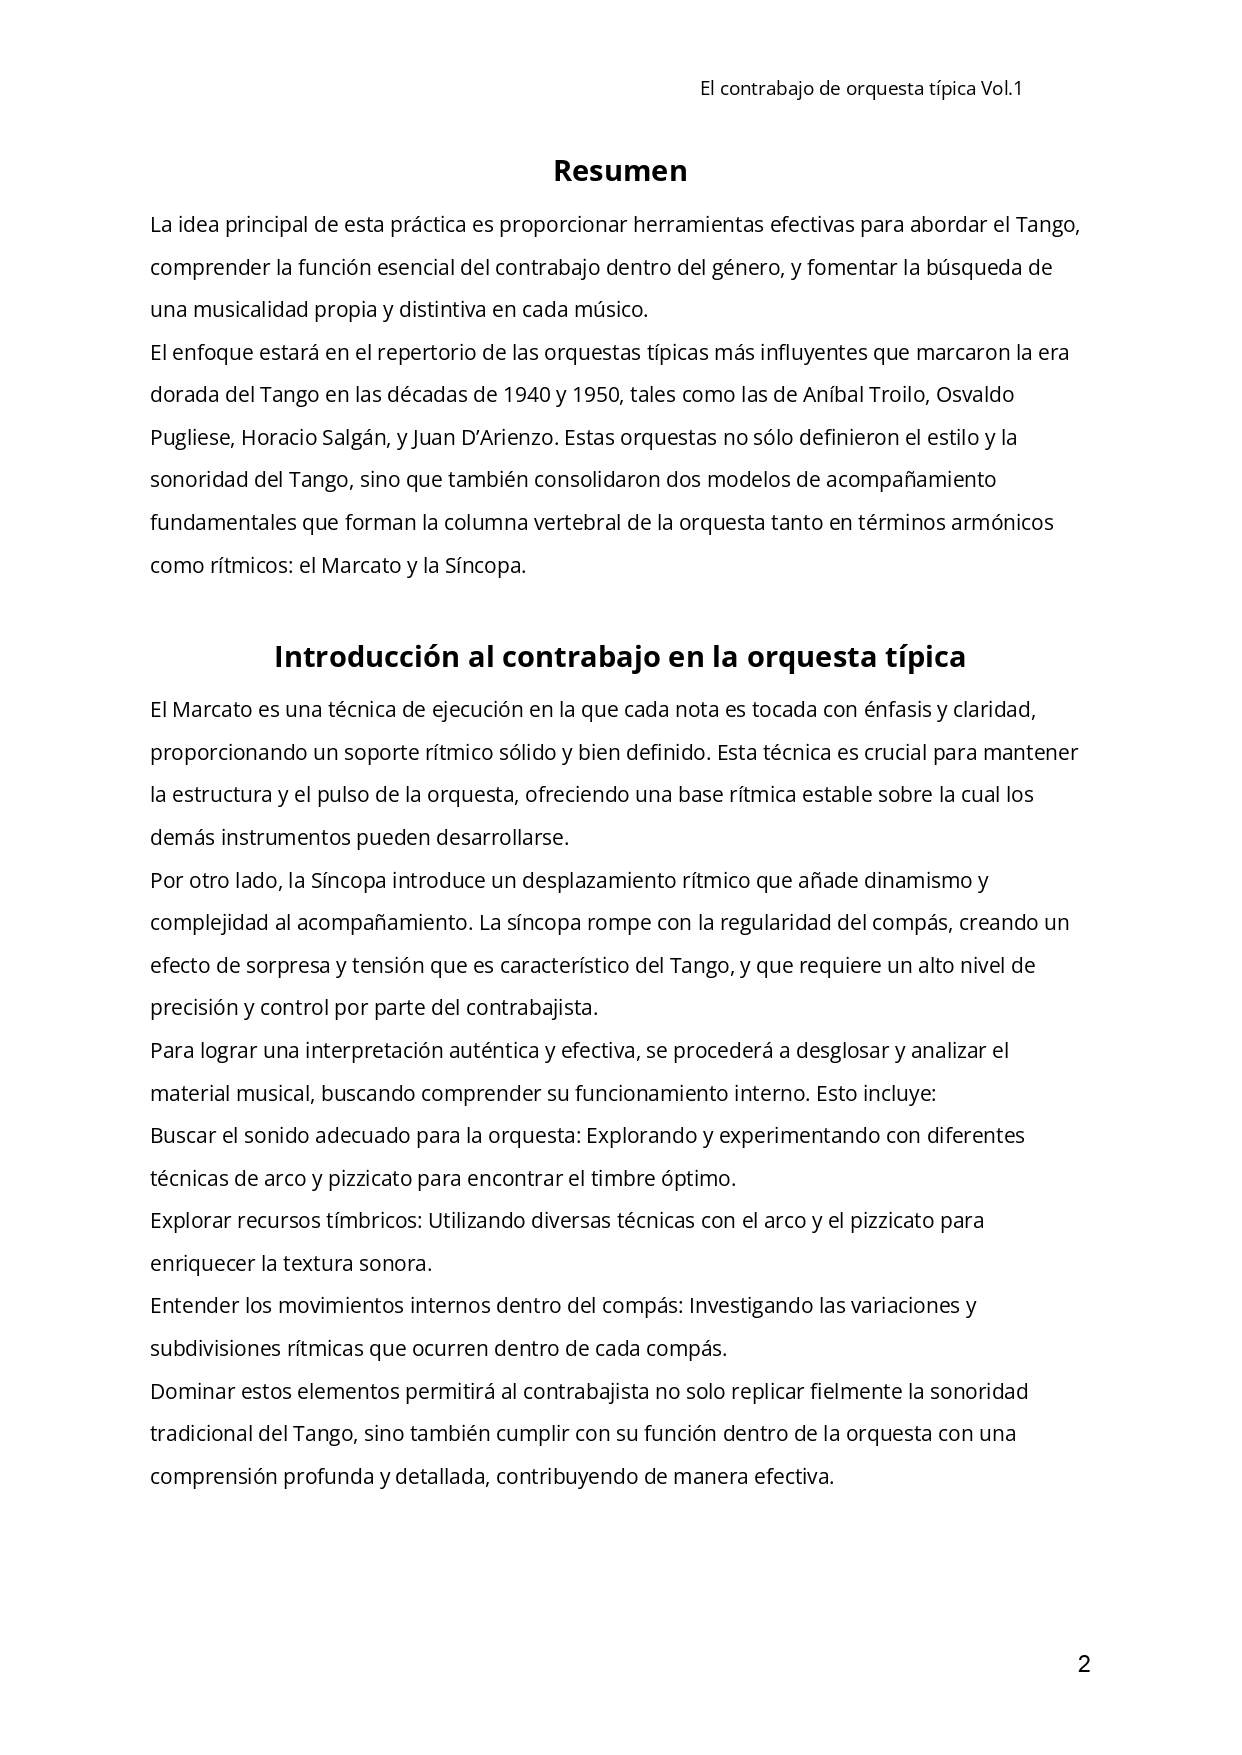 El contrabajo de orquesta típica Vol.1
Resumen
La idea principal de esta práctica es proporcionar herramientas efectivas para abordar el Tango,
comprender la función esencial del contrabajo dentro del género, y fomentar la búsqueda de
una musicalidad propia y distintiva en cada músico.
El enfoque estará en el repertorio de las orquestas típicas más influyentes que marcaron la era
dorada del Tango en las décadas de 1940 y 1950, tales como las de Aníbal Troilo, Osvaldo
Pugliese, Horacio Salgán, y Juan D’Arienzo. Estas orquestas no sólo definieron el estilo y la
sonoridad del Tango, sino que también consolidaron dos modelos de acompañamiento
fundamentales que forman la columna vertebral de la orquesta tanto en términos armónicos
como rítmicos: el Marcato y la Síncopa.
Introducción al contrabajo en la orquesta típica
El Marcato es una técnica de ejecución en la que cada nota es tocada con énfasis y claridad,
proporcionando un soporte rítmico sólido y bien definido. Esta técnica es crucial para mantener
la estructura y el pulso de la orquesta, ofreciendo una base rítmica estable sobre la cual los
demás instrumentos pueden desarrollarse.
Por otro lado, la Síncopa introduce un desplazamiento rítmico que añade dinamismo y
complejidad al acompañamiento. La síncopa rompe con la regularidad del compás, creando un
efecto de sorpresa y tensión que es característico del Tango, y que requiere un alto nivel de
precisión y control por parte del contrabajista.
Para lograr una interpretación auténtica y efectiva, se procederá a desglosar y analizar el
material musical, buscando comprender su funcionamiento interno. Esto incluye:
Buscar el sonido adecuado para la orquesta: Explorando y experimentando con diferentes
técnicas de arco y pizzicato para encontrar el timbre óptimo.
Explorar recursos tímbricos: Utilizando diversas técnicas con el arco y el pizzicato para
enriquecer la textura sonora.
Entender los movimientos internos dentro del compás: Investigando las variaciones y
subdivisiones rítmicas que ocurren dentro de cada compás.
Dominar estos elementos permitirá al contrabajista no solo replicar fielmente la sonoridad
tradicional del Tango, sino también cumplir con su función dentro de la orquesta con una
comprensión profunda y detallada, contribuyendo de manera efectiva.
2